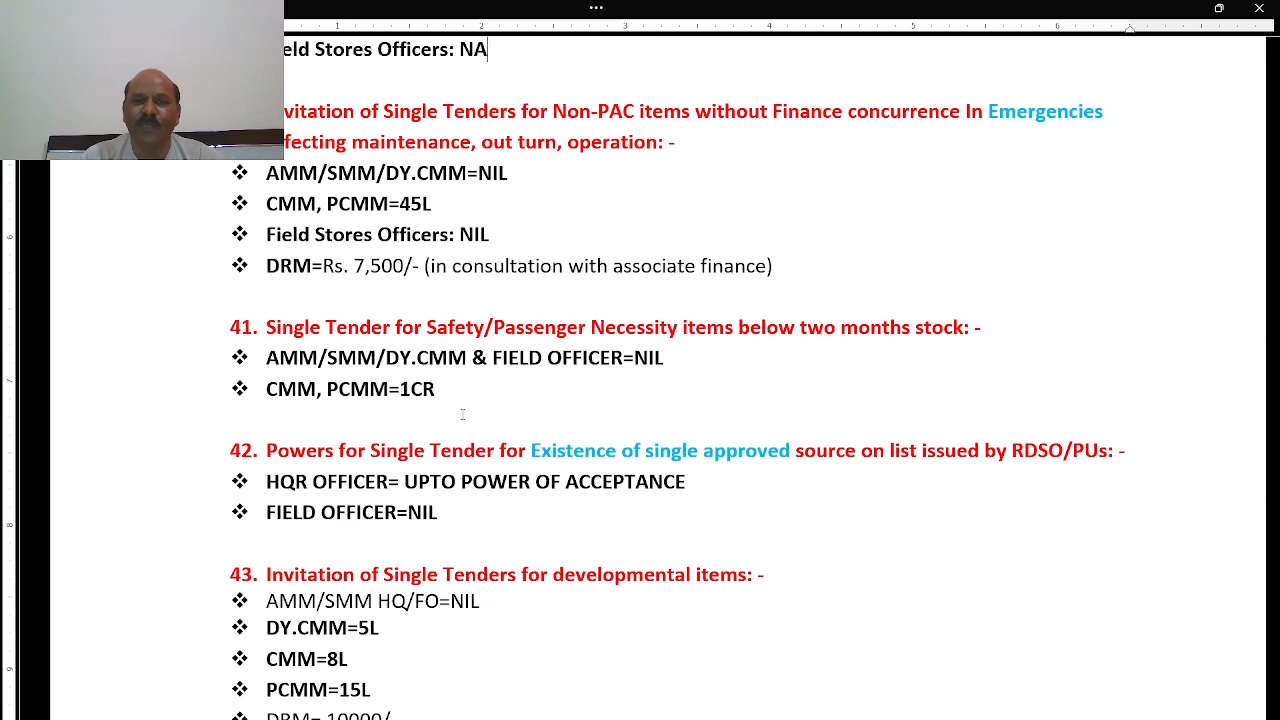 eld Stores Officers: NA
vitation of Single Tenders for Non-PAC items without Finance concurrence In Emergencies
fecting maintenance, out turn, operation: -
❖ AMM/SMM/DY.CMM=NIL
❖ CMM, PCMM=45L
❖ Field Stores Officers: NIL
❖ DRM=Rs. 7,500/- (in consultation with associate finance)
41. Single Tender for Safety/Passenger Necessity items below two months stock: -
❖ AMM/SMM/DY.CMM & FIELD OFFICER=NIL
❖ CMM, PCMM=1CR
42. Powers for Single Tender for Existence of single approved source on list issued by RDSO/PUs: -
❖ HQR OFFICER= UPTO POWER OF ACCEPTANCE
❖ FIELD OFFICER=NIL
43. Invitation of Single Tenders for developmental items: -
❖ AMM/SMM HQ/FO=NIL
❖ DY.CMM=5L
❖ CMM=8L
❖ PCMM=15L
❖ DRM= 10000/